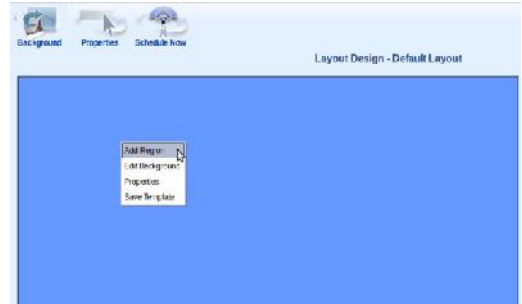 Background Properties Schedule Now
Layout Design - Default Layout
Add Region
Edit Background
Properties
Save Template